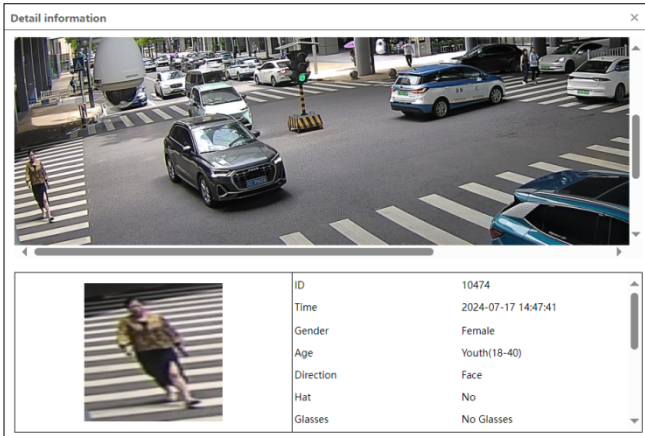 Detail information
ID 10474
Time 2024-07-17 14:47:41
Gender Female
Age Youth(18-40)
Direction Face
Hat No
Glasses No Glasses